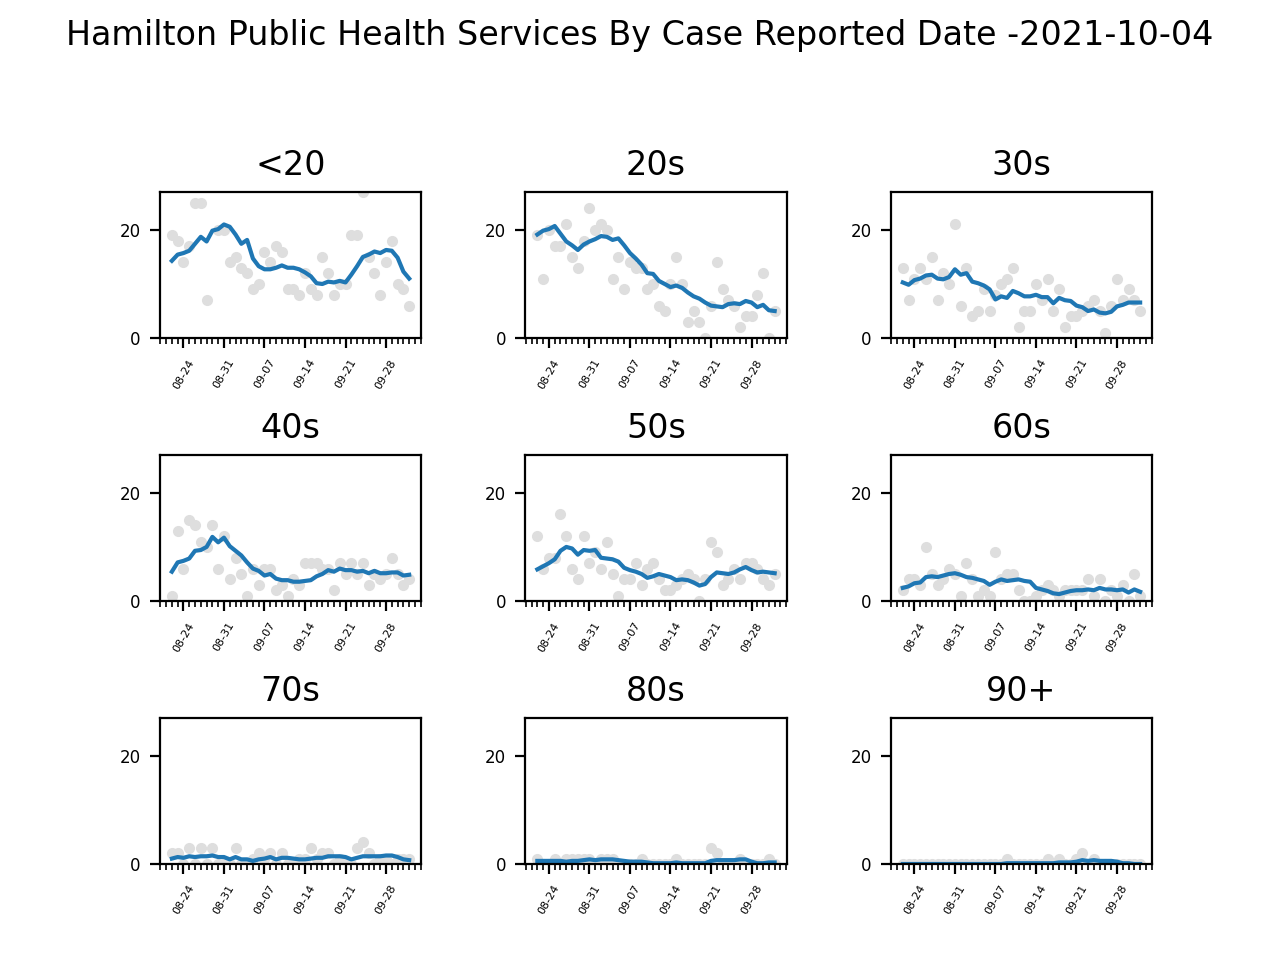 Hamilton Public Health Services By Case Reported Date -2021-10-04
<20 20s 30s
20 20 20
0 0 0
08-24 08-31 09-07 09-14 09-21 09-28 08-24 08-31 09-07 09-14 09-21 09-28 08-24 08-31 09-07 09-14 09-21 09-28
40s 50s 60s
20 20 20
0 0 0
08-24 08-31 09-07 09-14 09-21 09-28 08-24 08-31 09-07 09-14 09-21 09-28 08-24 08-31 09-07 09-14 09-21 09-28
70s 80s 90+
20 20 20
0 0 0
08-24 08-31 09-07 09-14 09-21 09-28 08-24 08-31 09-07 09-14 09-21 09-28 08-24 08-31 09-07 09-14 09-21 09-28